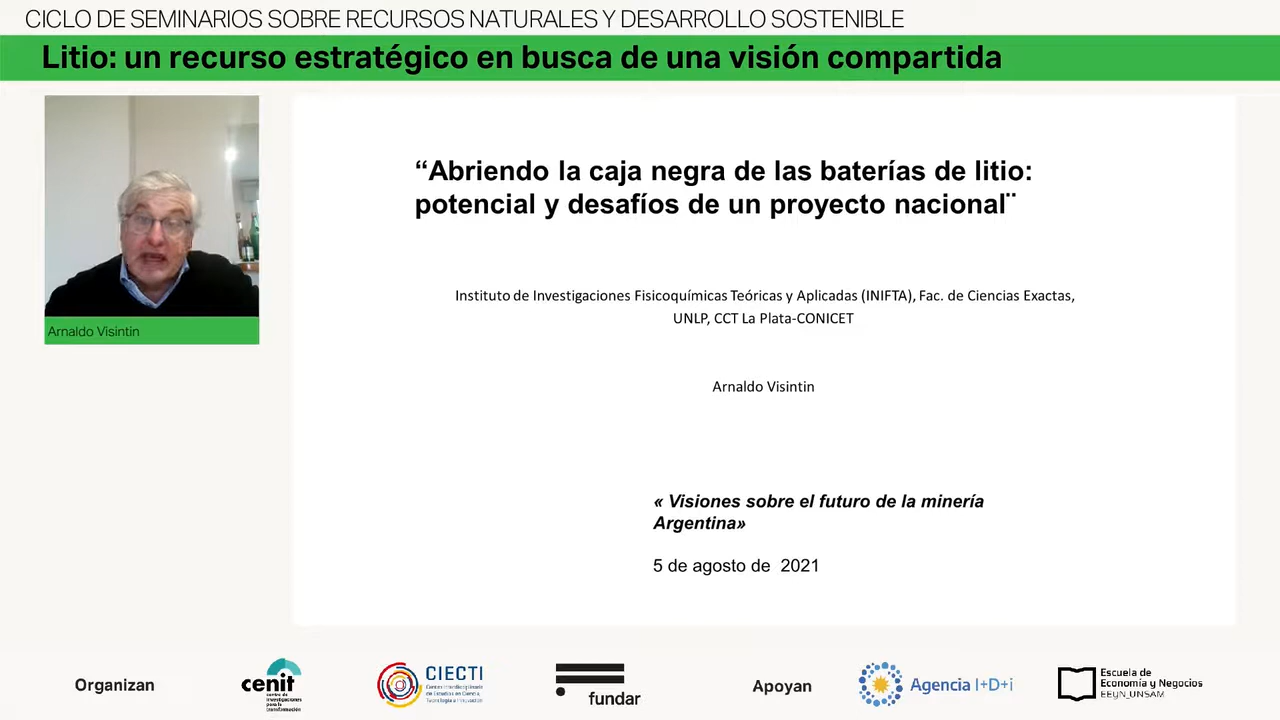 CICLO DE SEMINARIOS SOBRE RECURSOS NATURALES Y DESARROLLO SOSTENIBLE
Litio: un recurso estratégico en busca de una visión compartida
“Abriendo la caja negra de las baterías de litio:
potencial y desafíos de un proyecto nacional¨
Instituto de Investigaciones Fisicoquímicas Teóricas y Aplicadas (INIFTA), Fac. de Ciencias Exactas,
UNLP, CCT La Plata-CONICET
Arnaldo Visintin
Arnaldo Visintin
« Visiones sobre el futuro de la minería
Argentina»
5 de agosto de 2021
Organizan
cenit
centro de
investigaciones
para la
transformación
CIECTI
Centro Interdisciplinario
de Estudios en Ciencia,
Tecnología e Innovación
fundar
Apoyan
Agencia I+D+i
Escuela de
Economía y Negocios
EEyN_UNSAM